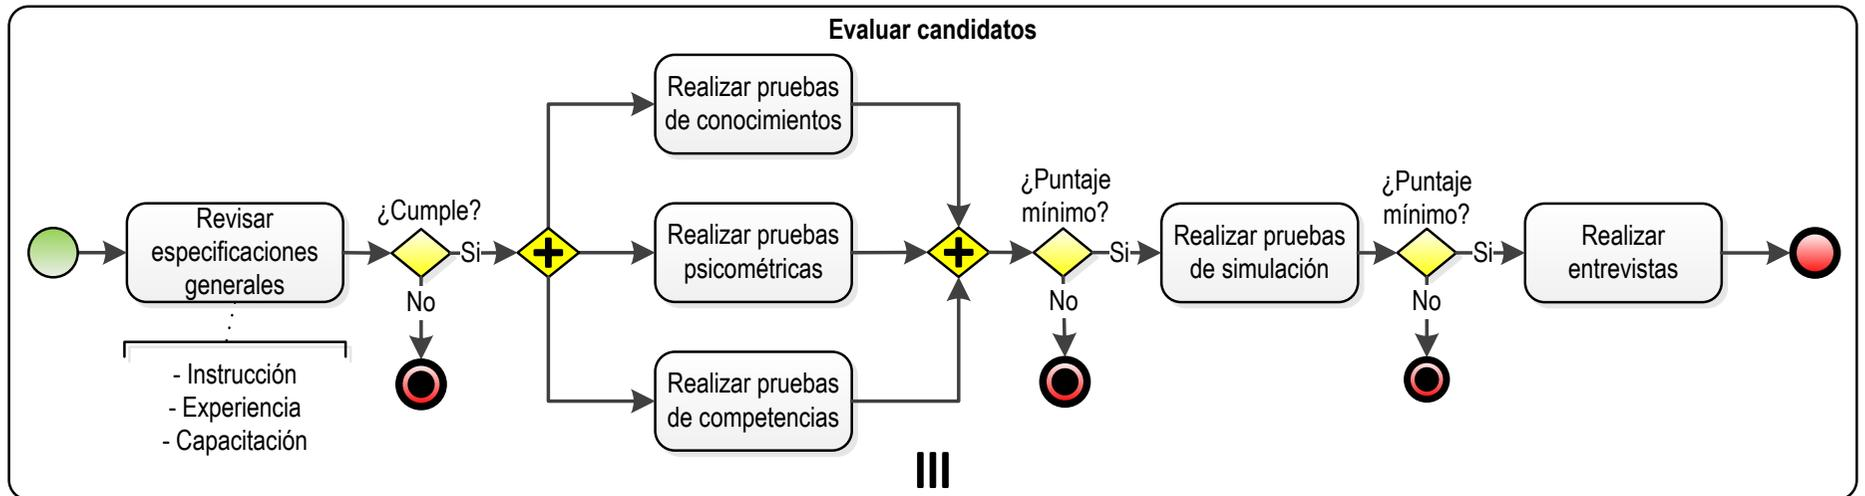 Evaluar candidatos
Revisar
especificaciones
generales
- Instrucción
- Experiencia
- Capacitación
¿Cumple?
Si
No
Realizar pruebas
de conocimientos
Realizar pruebas
psicométricas
Realizar pruebas
de competencias
¿Puntaje
mínimo?
Si
No
Realizar pruebas
de simulación
¿Puntaje
mínimo?
Si
No
Realizar
entrevistas